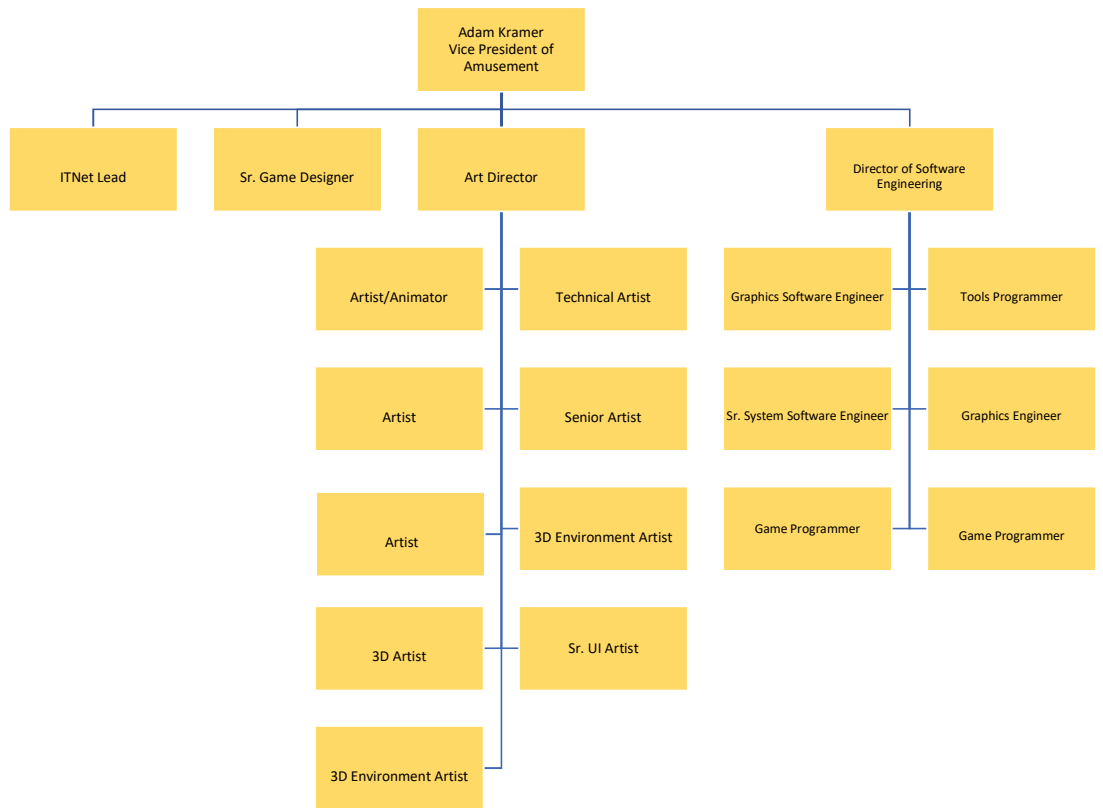 Adam Kramer
Vice President of
Amusement
ITNet Lead
Sr. Game Designer
Art Director
Director of Software
Engineering
Artist/Animator
Technical Artist
Graphics Software Engineer
Tools Programmer
Artist
Senior Artist
Sr. System Software Engineer
Graphics Engineer
Artist
3D Environment Artist
Game Programmer
Game Programmer
3D Artist
Sr. UI Artist
3D Environment Artist